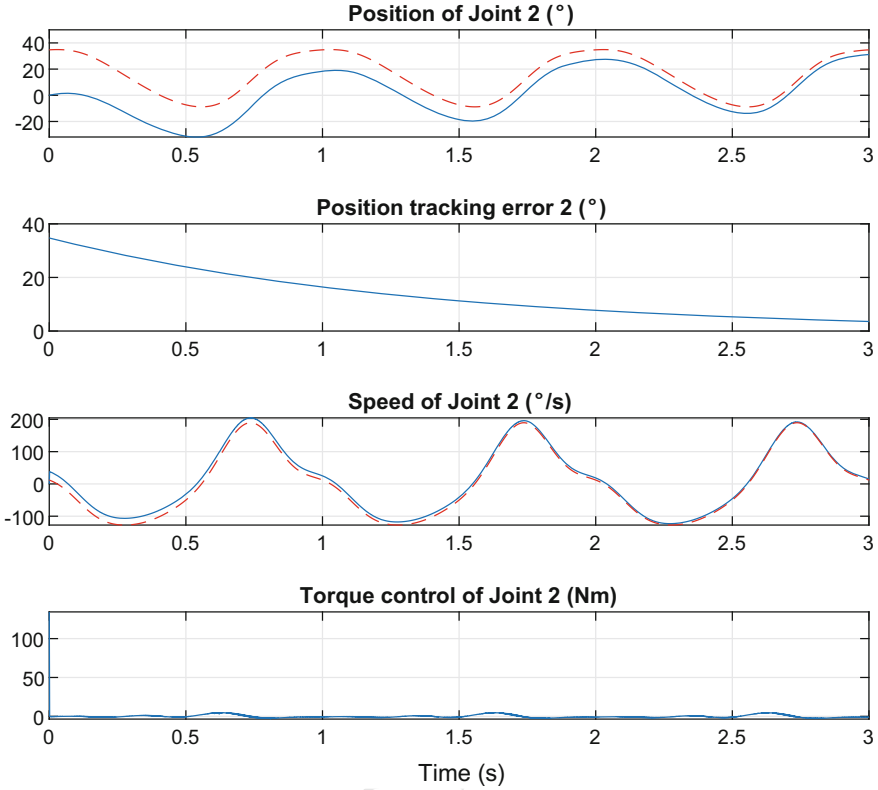 Position of Joint 2 (°)
40
20
0
-20
0 0.5 1 1.5 2 2.5 3
Position tracking error 2 (°)
40
20
0
0 0.5 1 1.5 2 2.5 3
Speed of Joint 2 (°/s)
200
100
0
-100
0 0.5 1 1.5 2 2.5 3
Torque control of Joint 2 (Nm)
100
50
0
0 0.5 1 1.5 2 2.5 3
Time (s)